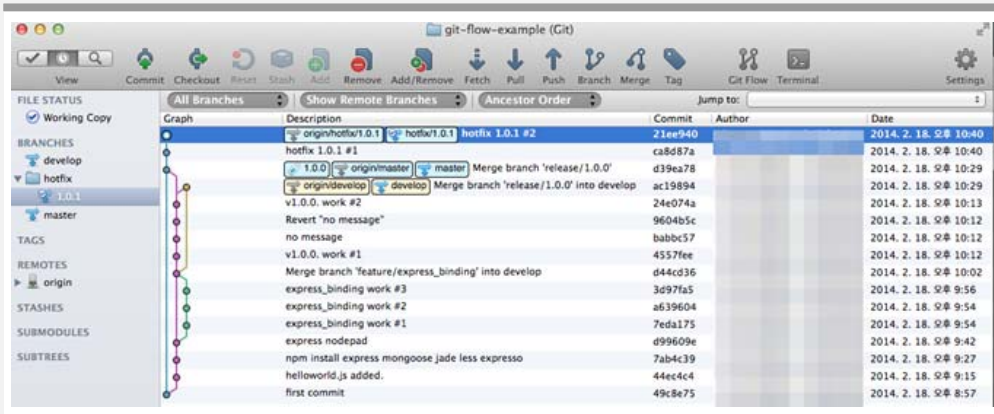 git-flow-example (Git)
View Commit Checkout Reset Stash Add Remove Add/Remove Fetch Pull Push Branch Merge Tag Git Flow Terminal Settings
FILE STATUS
Working Copy
BRANCHES
develop
hotfix
1.0.1
master
TAGS
REMOTES
origin
STASHES
SUBMODULES
SUBTREES
All Branches Show Remote Branches Ancestor Order Jump to:
Graph Description Commit Author Date
origin/hotfix/1.0.1 hotfix/1.0.1 hotfix 1.0.1 #2 21ee940 2014. 2. 18. 오후 10:40
hotfix 1.0.1 #1 ca8d87a 2014. 2. 18. 오후 10:40
1.0.0 origin/master master Merge branch 'release/1.0.0' d39ea78 2014. 2. 18. 오후 10:29
origin/develop develop Merge branch 'release/1.0.0' into develop ac19894 2014. 2. 18. 오후 10:29
v1.0.0. work #2 24e074a 2014. 2. 18. 오후 10:13
Revert "no message" 9604b5c 2014. 2. 18. 오후 10:12
no message babbc57 2014. 2. 18. 오후 10:12
v1.0.0. work #1 4557fee 2014. 2. 18. 오후 10:12
Merge branch 'feature/express_binding' into develop d44cd36 2014. 2. 18. 오후 10:02
express_binding work #3 3d97fa5 2014. 2. 18. 오후 9:56
express_binding work #2 a639604 2014. 2. 18. 오후 9:54
express_binding work #1 7eda175 2014. 2. 18. 오후 9:54
express nodepad d99609e 2014. 2. 18. 오후 9:42
npm install express mongoose jade less expresso 7ab4c39 2014. 2. 18. 오후 9:27
helloworld.js added. 44ec4c4 2014. 2. 18. 오후 9:15
first commit 49c8e75 2014. 2. 18. 오후 8:57